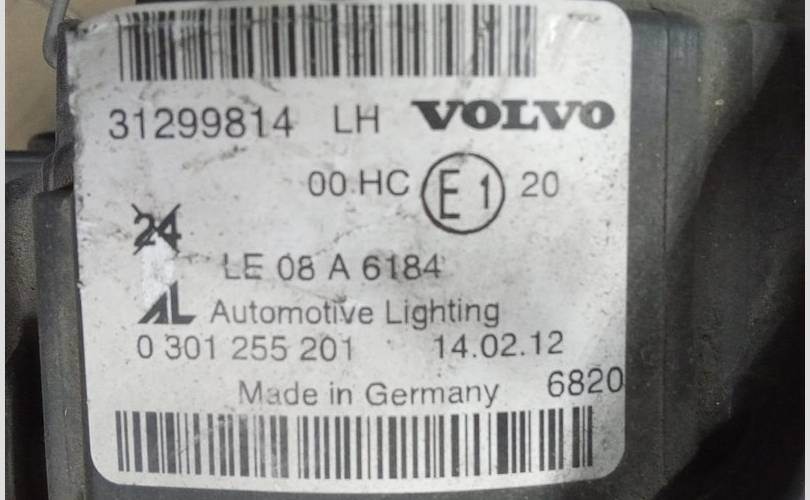 31299814 LH VOLVO
00 HC E1 20
24
LE 08 A 6184
AL Automotive Lighting
0 301 255 201 14.02.12
Made in Germany 6820